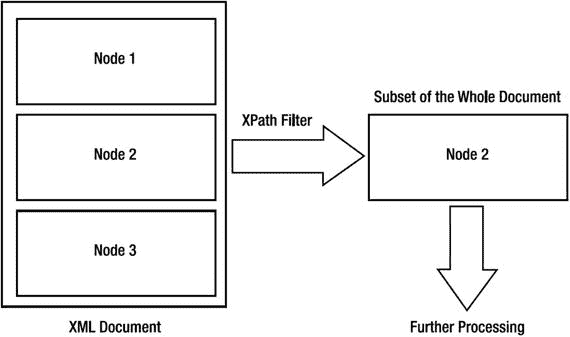 Node 1
Node 2
Node 3
XML Document
XPath Filter
Subset of the Whole Document
Node 2
Further Processing